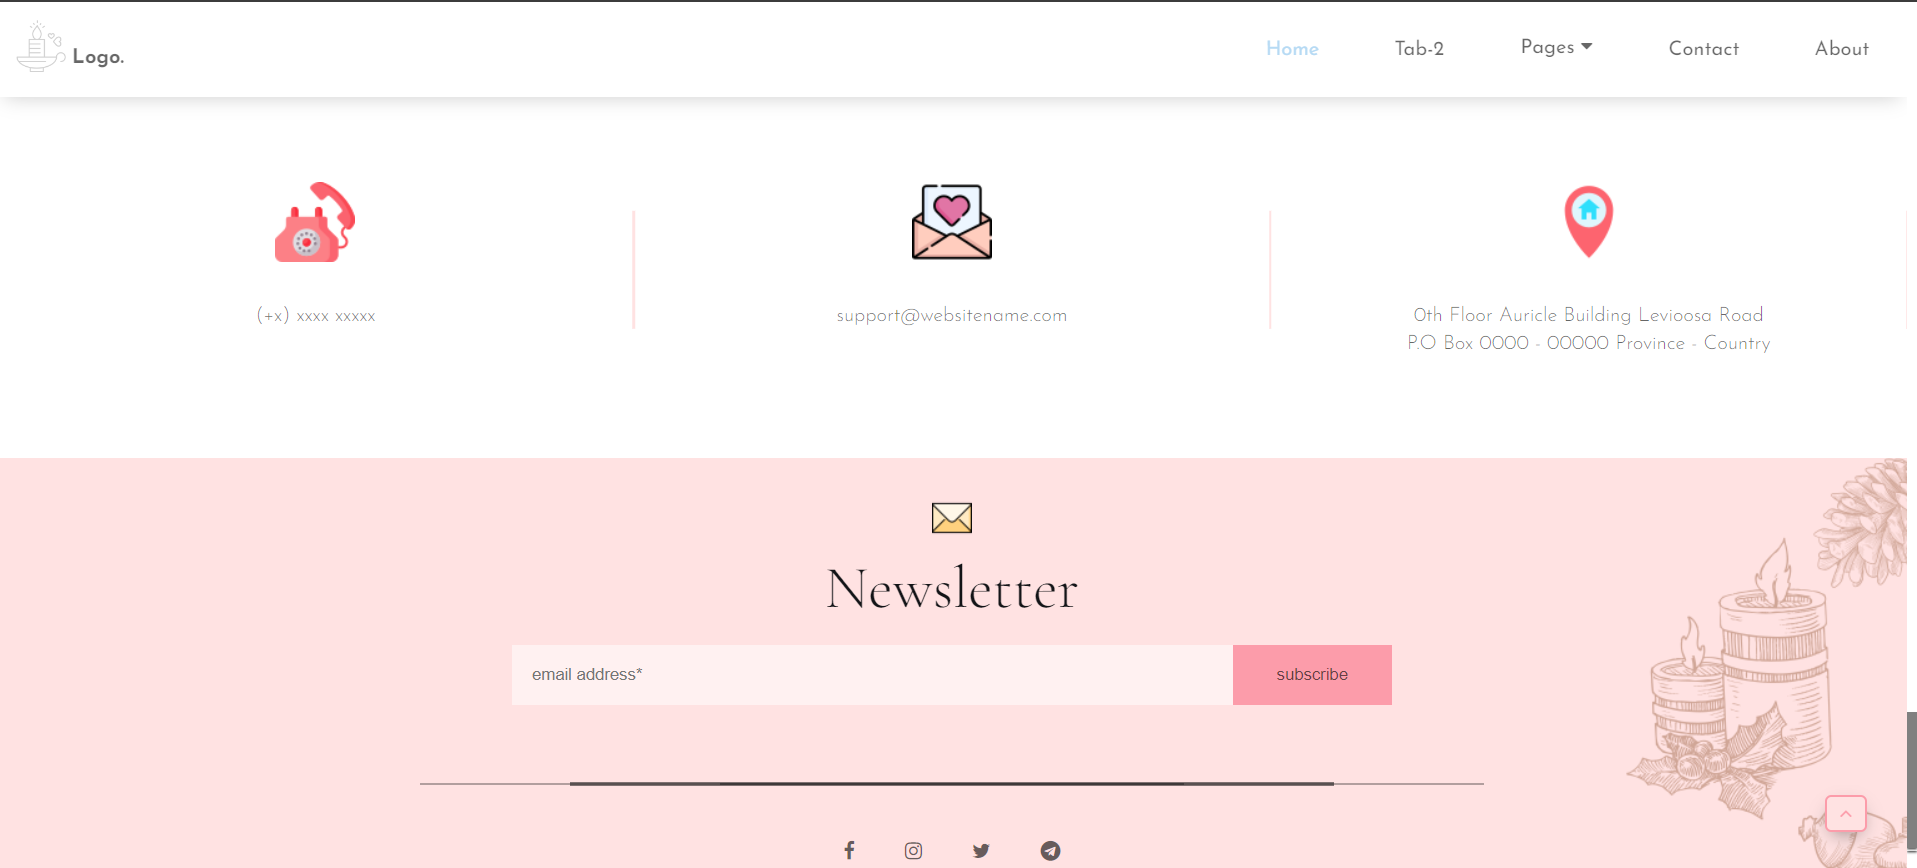 Logo.
Home
Tab-2
Pages
Contact
About
(+x) xxxx xxxxx
support@websitename.com
0th Floor Auricle Building Levioosa Road
P.O Box 0000 - 00000 Province - Country
Newsletter
email address*
subscribe